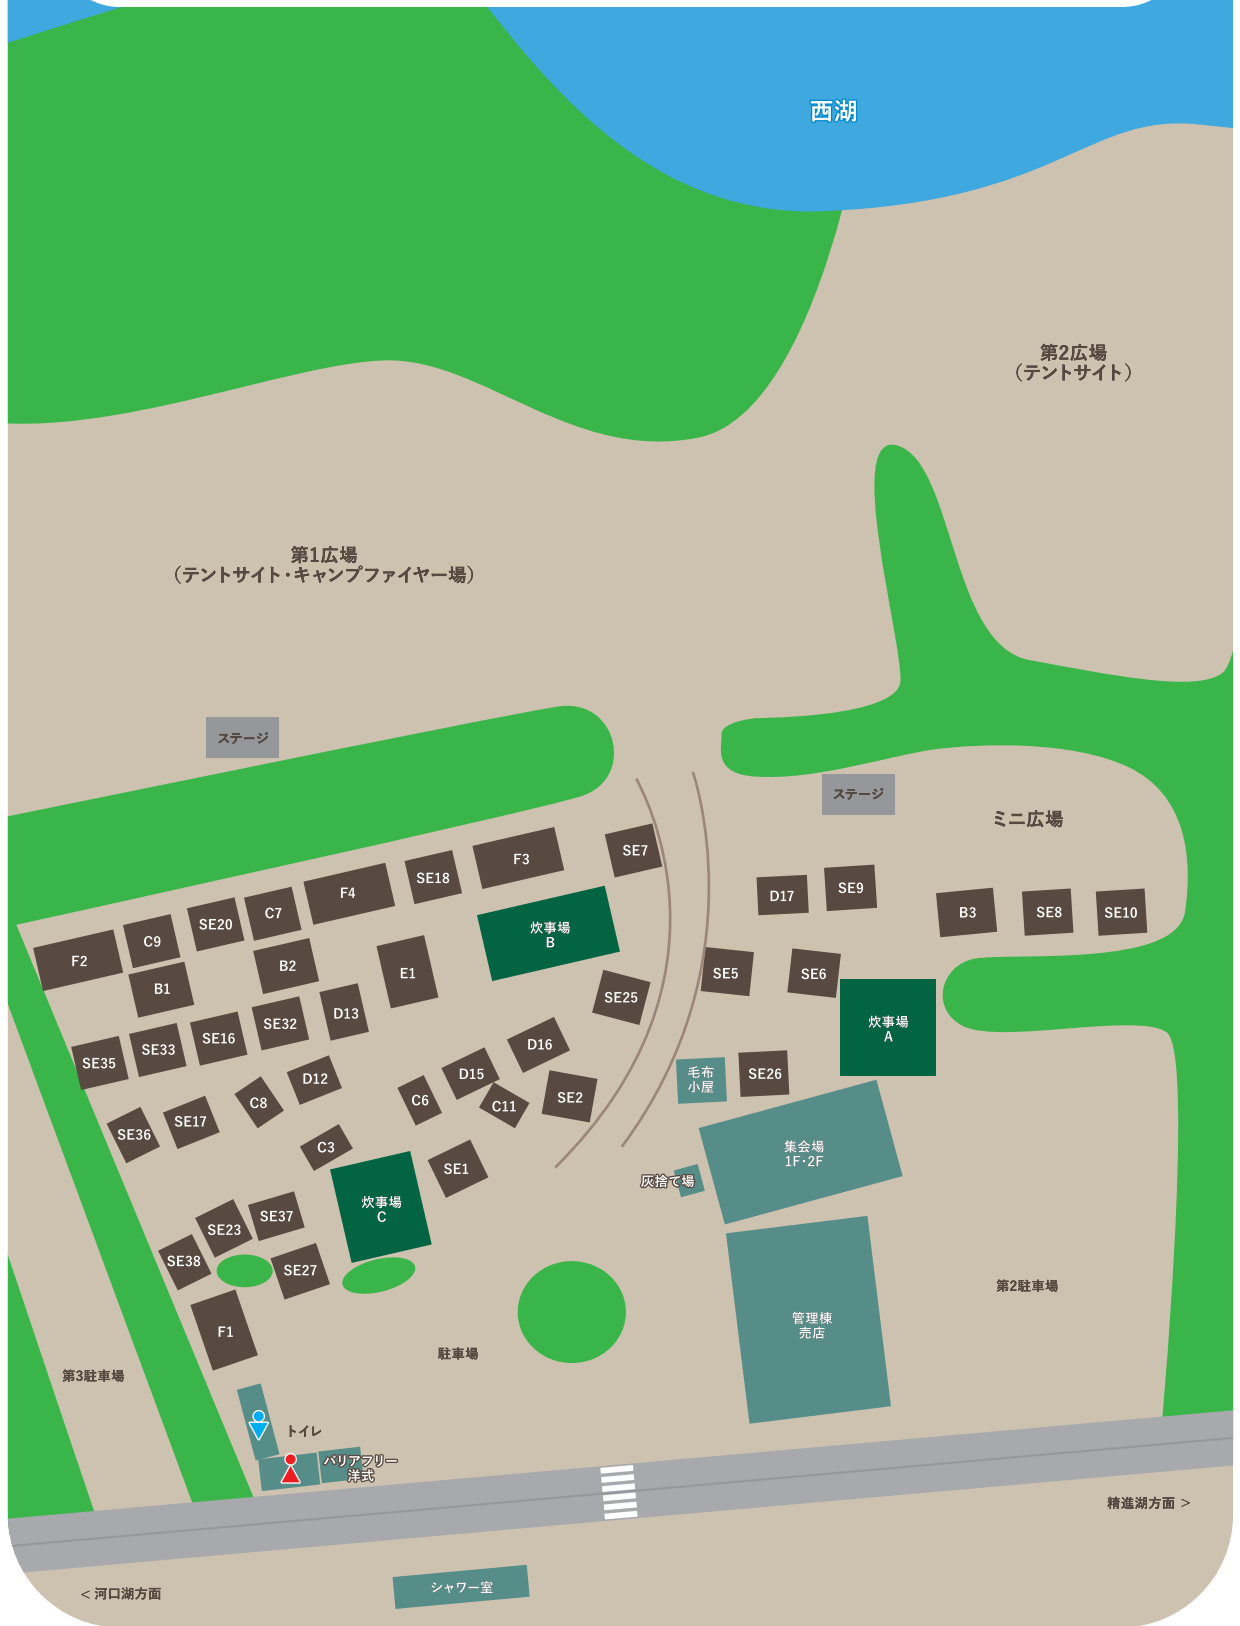 西湖
第2広場
（テントサイト）
第1広場
（テントサイト・キャンプファイヤー場）
ステージ
ステージ
ミニ広場
SE7
F3
SE18
F4
C7
SE20
C9
F2
B1
B2
E1
炊事場
B
D17
SE9
B3
SE8
SE10
SE5
SE6
SE25
D13
SE32
SE16
SE33
SE35
炊事場
A
D16
D15
D12
C8
C6
C11
SE2
毛布
小屋
SE26
SE36
SE17
C3
SE1
集会場
1F・2F
灰捨て場
炊事場
C
SE37
SE23
SE38
SE27
F1
第2駐車場
管理棟
売店
駐車場
第3駐車場
トイレ
バリアフリー
洋式
精進湖方面 >
< 河口湖方面
シャワー室